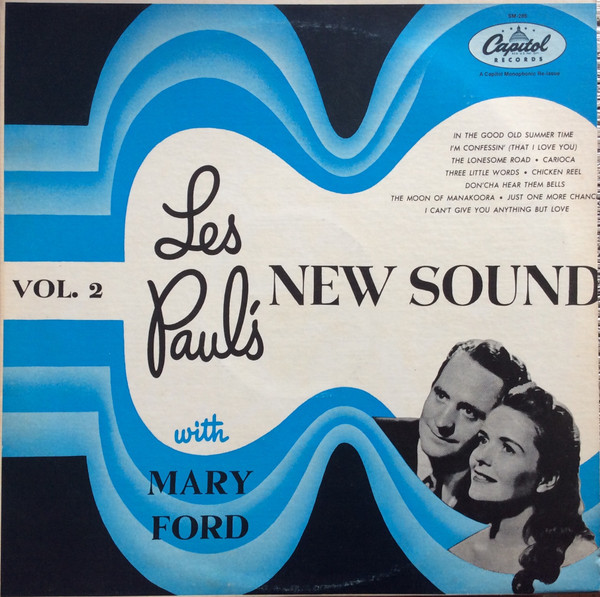 SM 286
Capitol
RECORDS
A Capitol Monophonic Re-issue
IN THE GOOD OLD SUMMER TIME
I'M CONFESSIN' (THAT I LOVE YOU)
THE LONESOME ROAD • CARIOCA
THREE LITTLE WORDS • CHICKEN REEL
DON'CHA HEAR THEM BELLS
THE MOON OF MANAKOORA • JUST ONE MORE CHANC
I CAN'T GIVE YOU ANYTHING BUT LOVE
VOL. 2
Les
Paul's
NEW SOUND
with
MARY
FORD